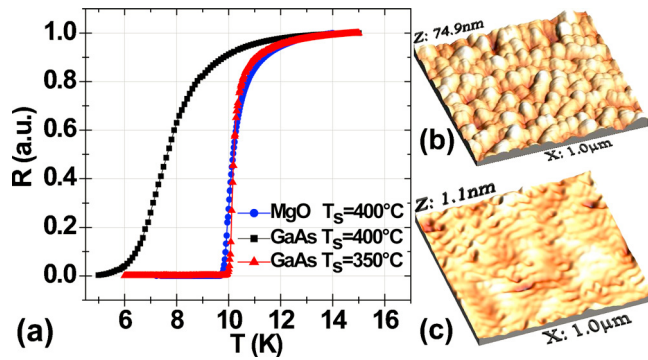 1.0
0.8
0.6
0.4
0.2
0.0
R (a.u.)
MgO T_S=400°C
GaAs T_S=400°C
GaAs T_S=350°C
6 8 10 12 14 16
T (K)
(a)
Z: 74.9nm
X: 1.0µm
(b)
Z: 1.1nm
X: 1.0µm
(c)